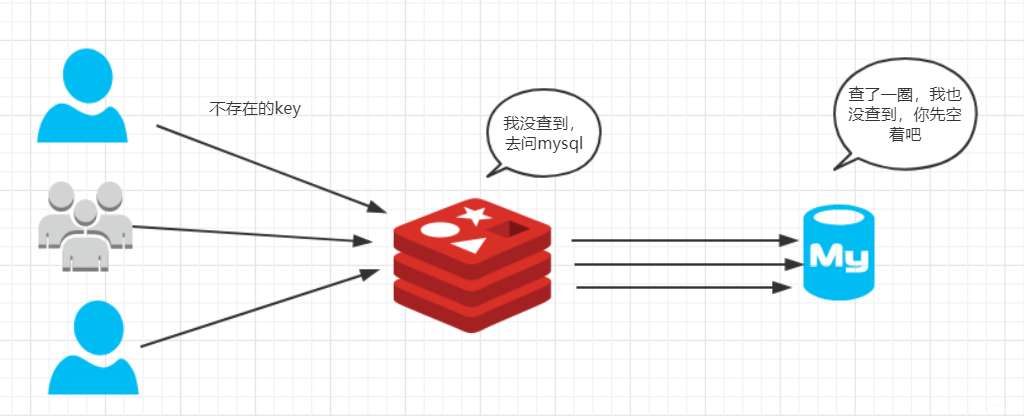 不存在的key
我没查到，
去问mysql
查了一圈，我也
没查到，你先空
着吧
My